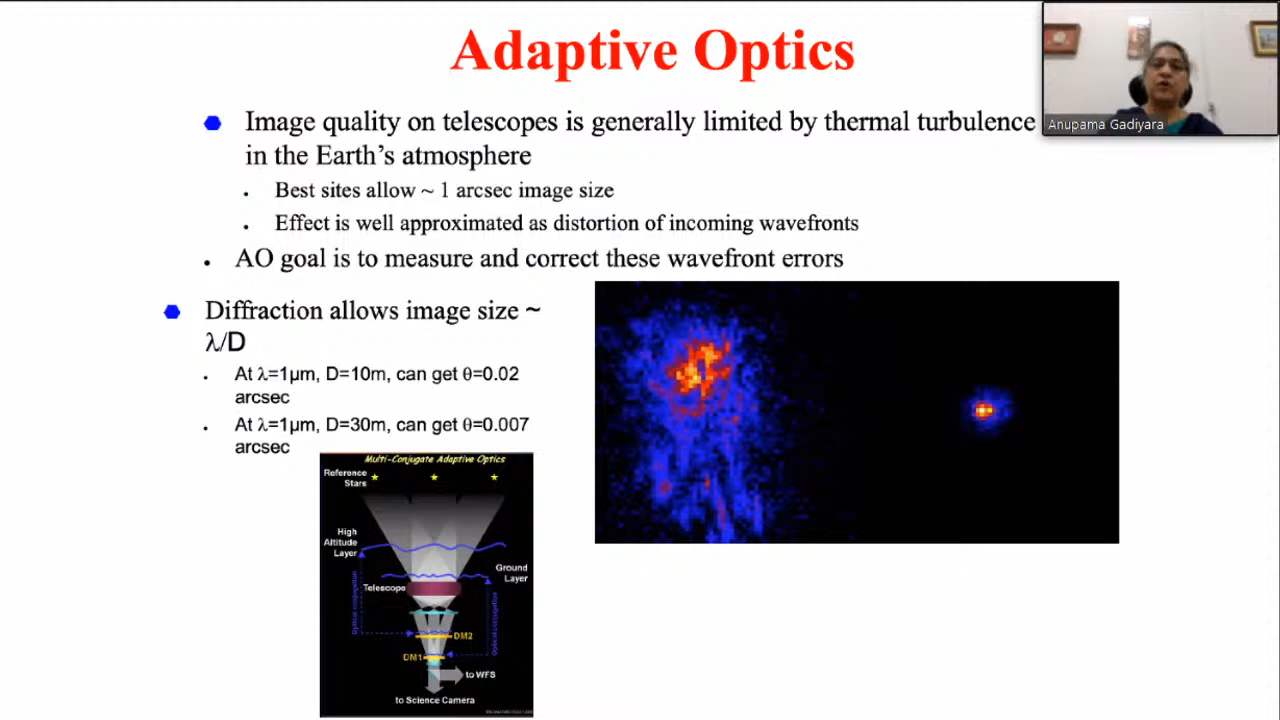 Adaptive Optics
Anupama Gadiyara
Image quality on telescopes is generally limited by thermal turbulence
in the Earth's atmosphere
Best sites allow ~ 1 arcsec image size
Effect is well approximated as distortion of incoming wavefronts
AO goal is to measure and correct these wavefront errors
Diffraction allows image size ~
λ/D
At λ=1μm, D=10m, can get θ=0.02
arcsec
At λ=1μm, D=30m, can get θ=0.007
arcsec
Multi-Conjugate Adaptive Optics
Reference
Stars
High
Altitude
Layer
Ground
Layer
Telescope
Optical conjugation
Optical conjugation
DM2
DM1
to WFS
to Science Camera